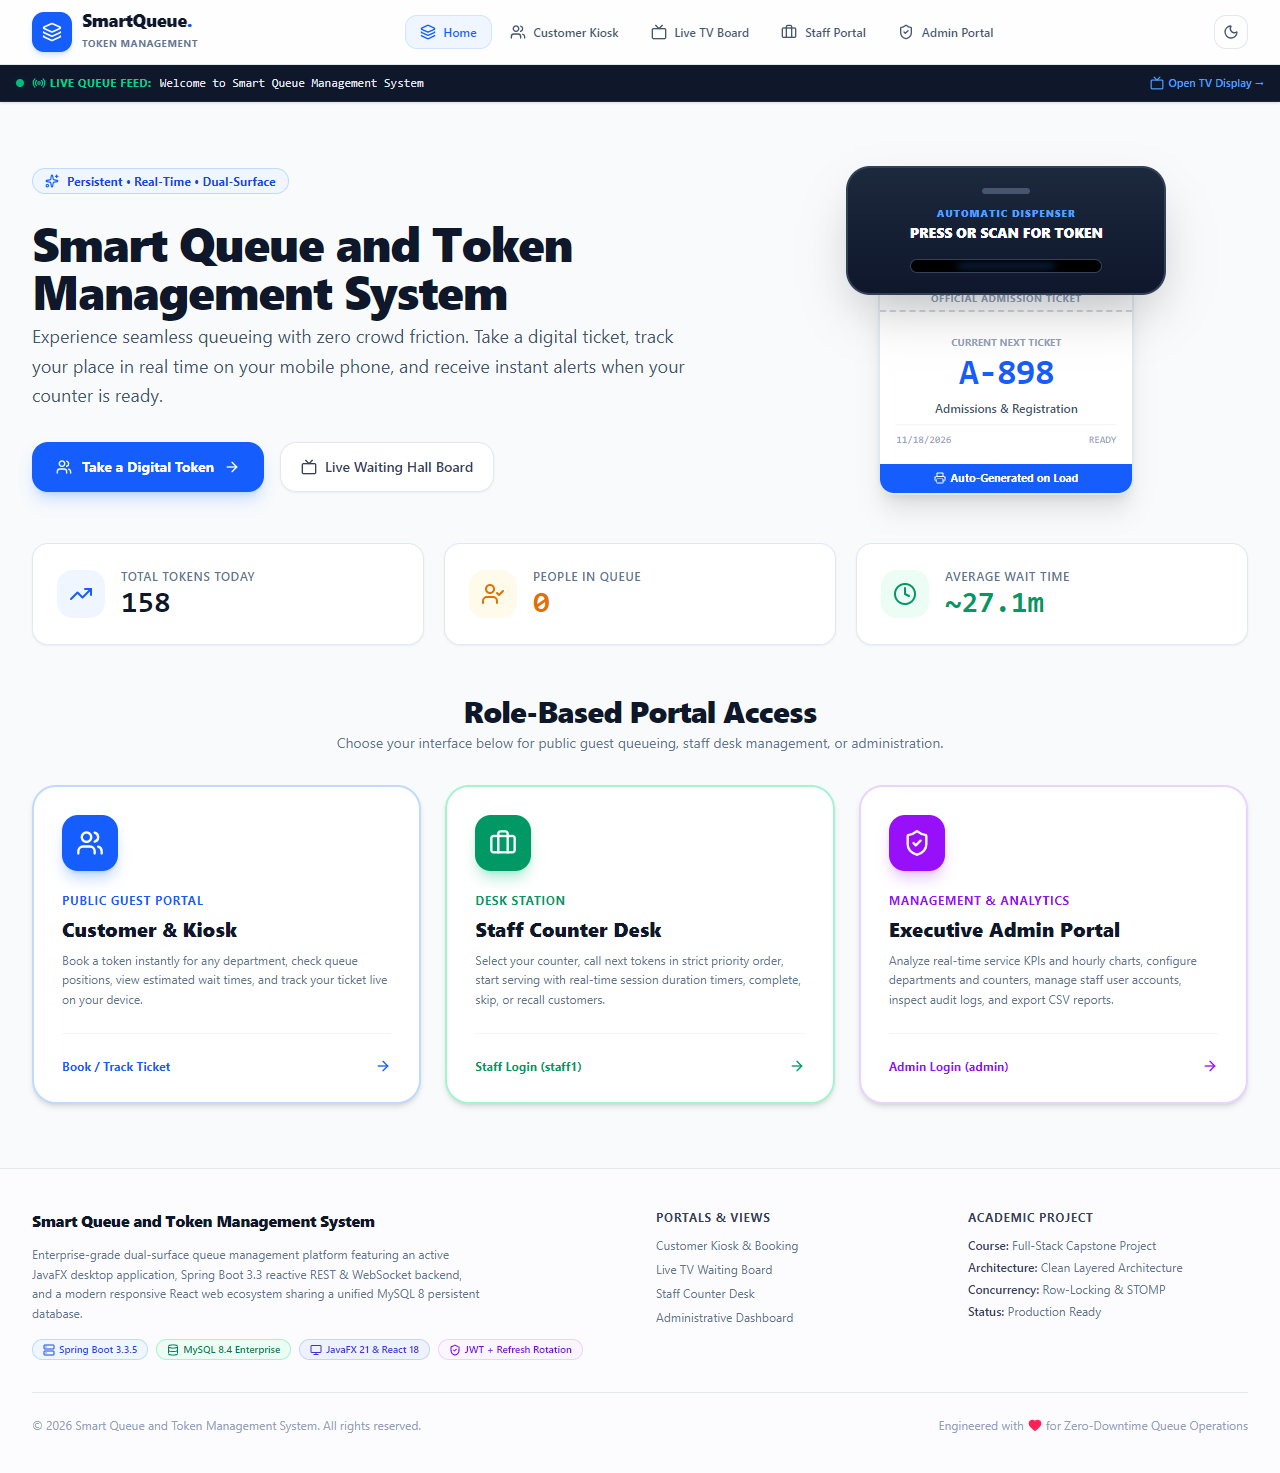 SmartQueue.
TOKEN MANAGEMENT
Home
Customer Kiosk
Live TV Board
Staff Portal
Admin Portal
LIVE QUEUE FEED: Welcome to Smart Queue Management System
Open TV Display →
Persistent • Real-Time • Dual-Surface
Smart Queue and Token
Management System
Experience seamless queueing with zero crowd friction. Take a digital ticket, track
your place in real time on your mobile phone, and receive instant alerts when your
counter is ready.
Take a Digital Token
Live Waiting Hall Board
AUTOMATIC DISPENSER
PRESS OR SCAN FOR TOKEN
OFFICIAL ADMISSION TICKET
CURRENT NEXT TICKET
A-898
Admissions & Registration
11/18/2026
READY
Auto-Generated on Load
TOTAL TOKENS TODAY
158
PEOPLE IN QUEUE
0
AVERAGE WAIT TIME
~27.1m
Role-Based Portal Access
Choose your interface below for public guest queueing, staff desk management, or administration.
PUBLIC GUEST PORTAL
Customer & Kiosk
Book a token instantly for any department, check queue
positions, view estimated wait times, and track your ticket live
on your device.
Book / Track Ticket
DESK STATION
Staff Counter Desk
Select your counter, call next tokens in strict priority order,
start serving with real-time session duration timers, complete,
skip, or recall customers.
Staff Login (staff1)
MANAGEMENT & ANALYTICS
Executive Admin Portal
Analyze real-time service KPIs and hourly charts, configure
departments and counters, manage staff user accounts,
inspect audit logs, and export CSV reports.
Admin Login (admin)
Smart Queue and Token Management System
Enterprise-grade dual-surface queue management platform featuring an active
JavaFX desktop application, Spring Boot 3.3 reactive REST & WebSocket backend,
and a modern responsive React web ecosystem sharing a unified MySQL 8 persistent
database.
Spring Boot 3.3.5
MySQL 8.4 Enterprise
JavaFX 21 & React 18
JWT + Refresh Rotation
PORTALS & VIEWS
Customer Kiosk & Booking
Live TV Waiting Board
Staff Counter Desk
Administrative Dashboard
ACADEMIC PROJECT
Course: Full-Stack Capstone Project
Architecture: Clean Layered Architecture
Concurrency: Row-Locking & STOMP
Status: Production Ready
© 2026 Smart Queue and Token Management System. All rights reserved.
Engineered with ❤ for Zero-Downtime Queue Operations